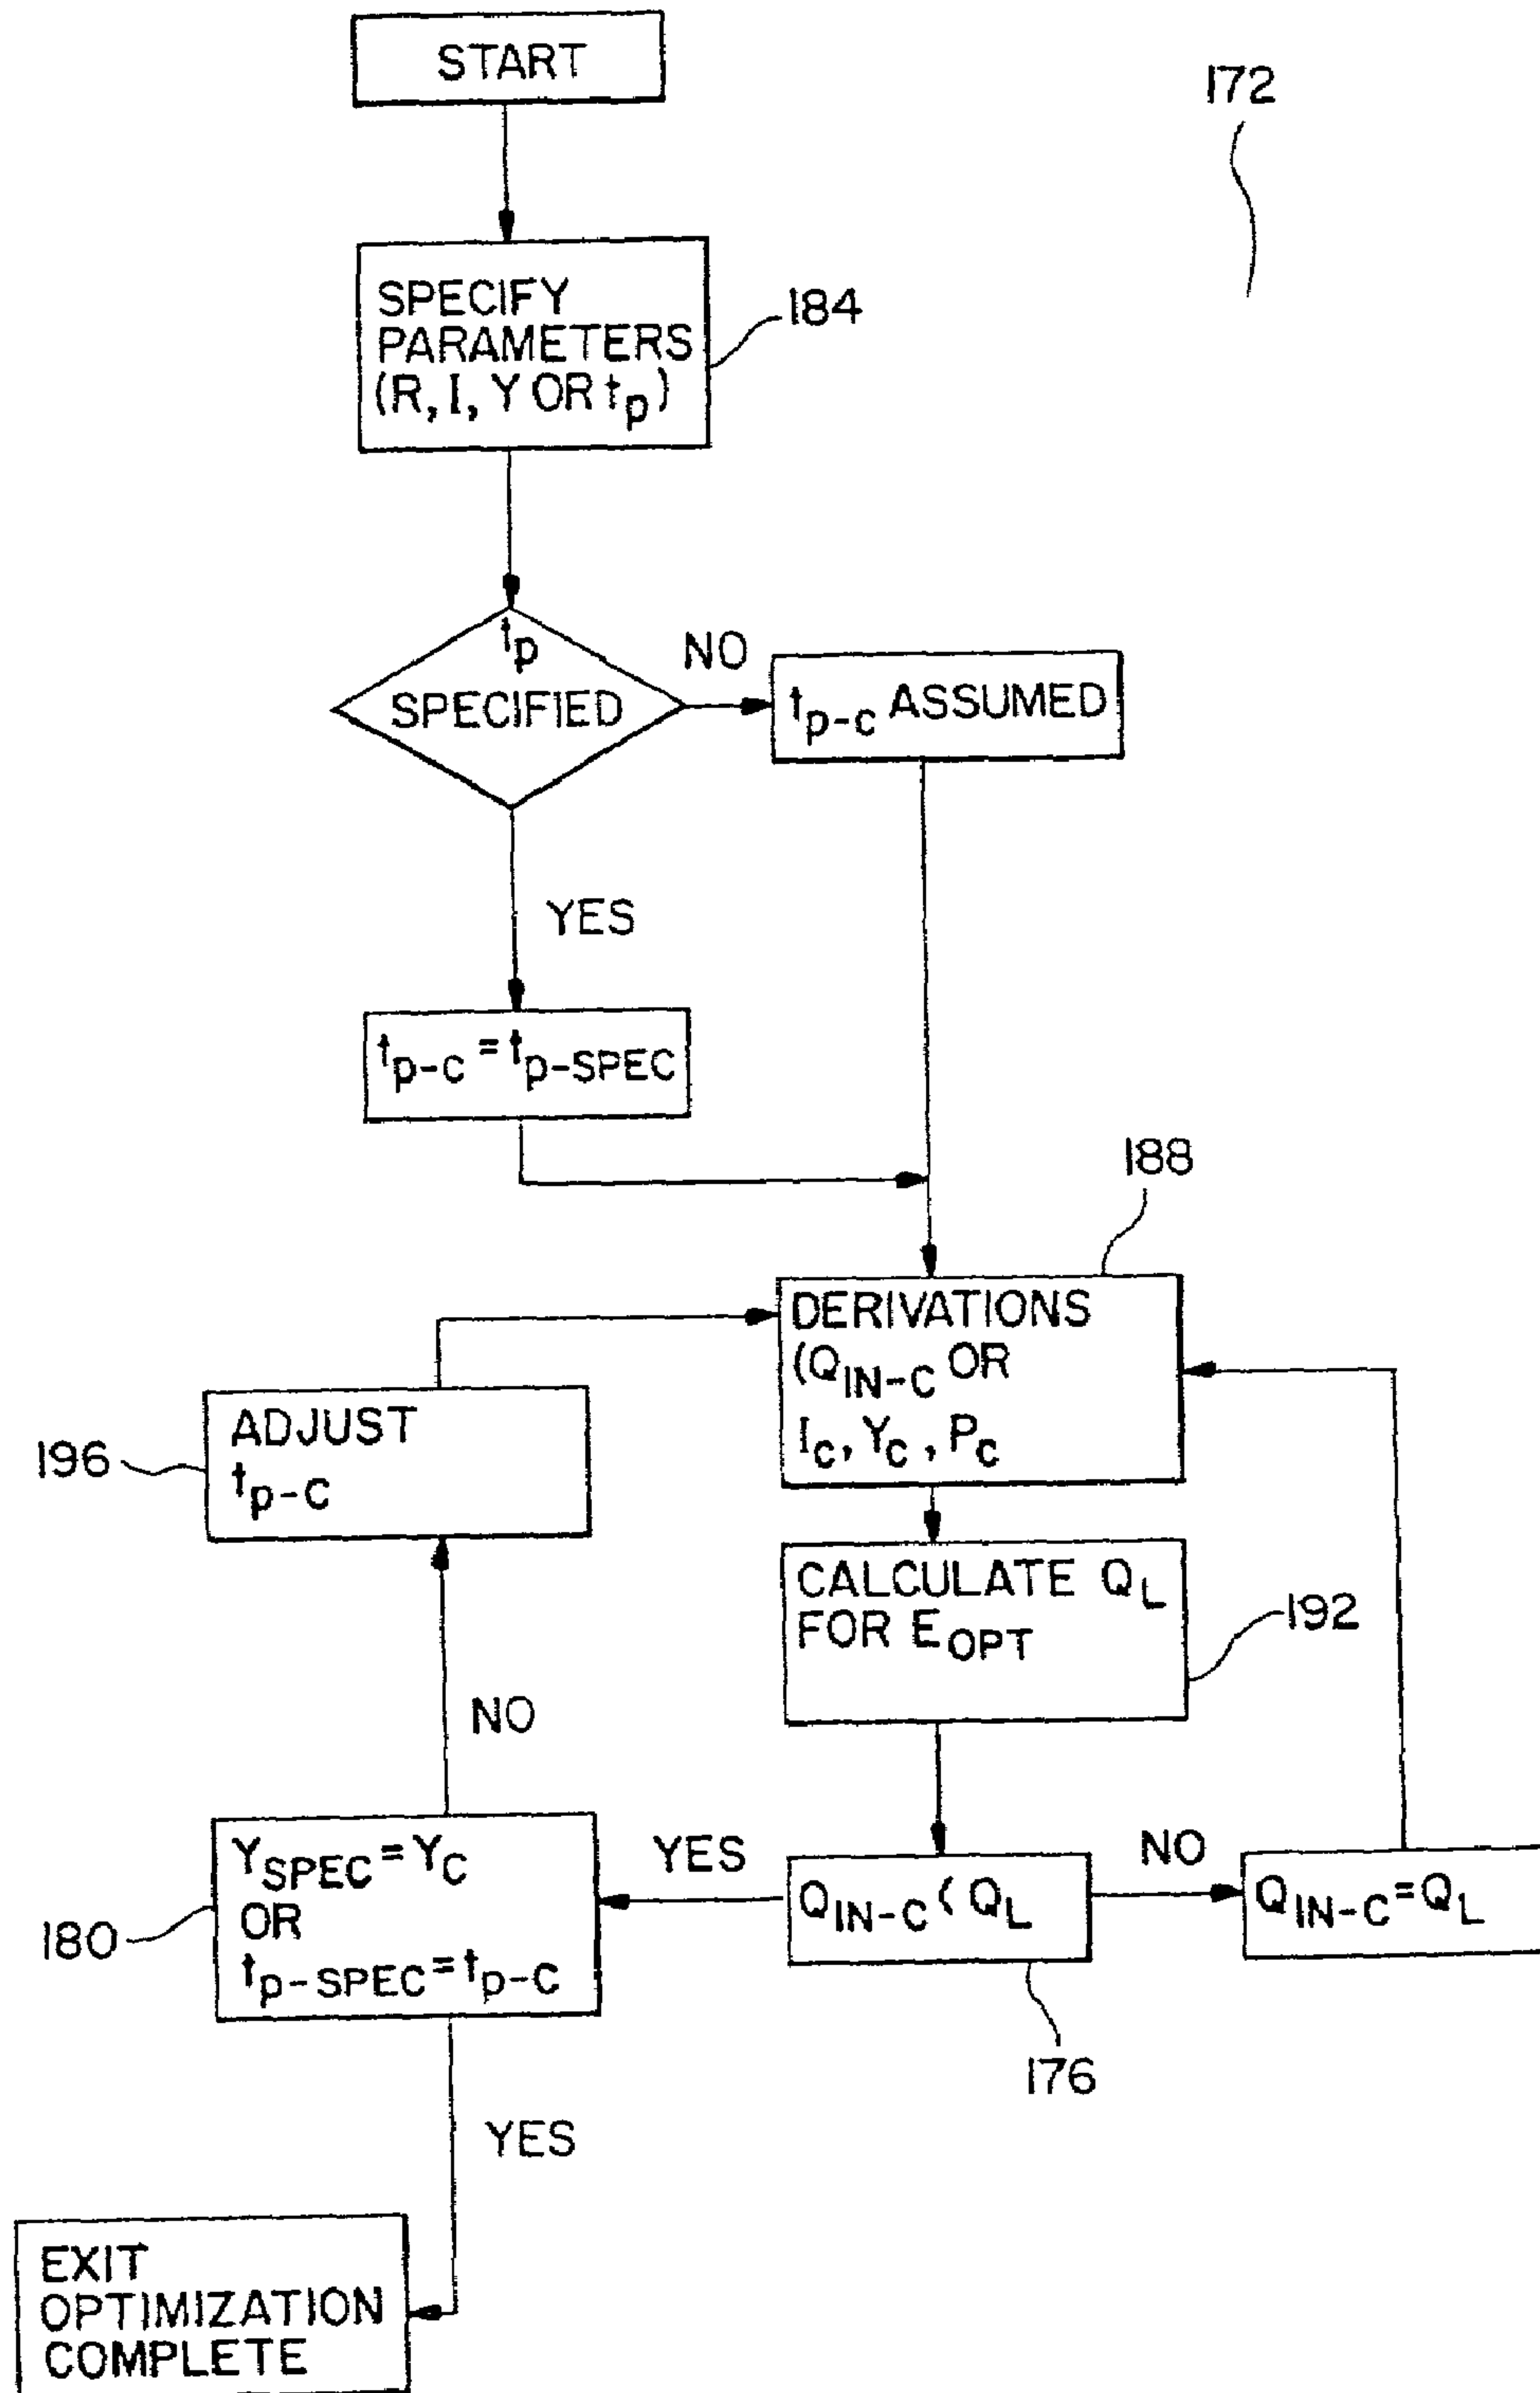 START
172
SPECIFY
PARAMETERS
(R, I, Y OR tp)
184
tp
SPECIFIED
NO
tp-c ASSUMED
YES
tp-c = tp-SPEC
188
DERIVATIONS
(QIN-C OR
IC, YC, PC
ADJUST
tp-C
196
CALCULATE QL
FOR EOPT
192
NO
YSPEC = YC
OR
tp-SPEC = tp-C
180
YES
QIN-C < QL
NO
QIN-C = QL
176
YES
EXIT
OPTIMIZATION
COMPLETE